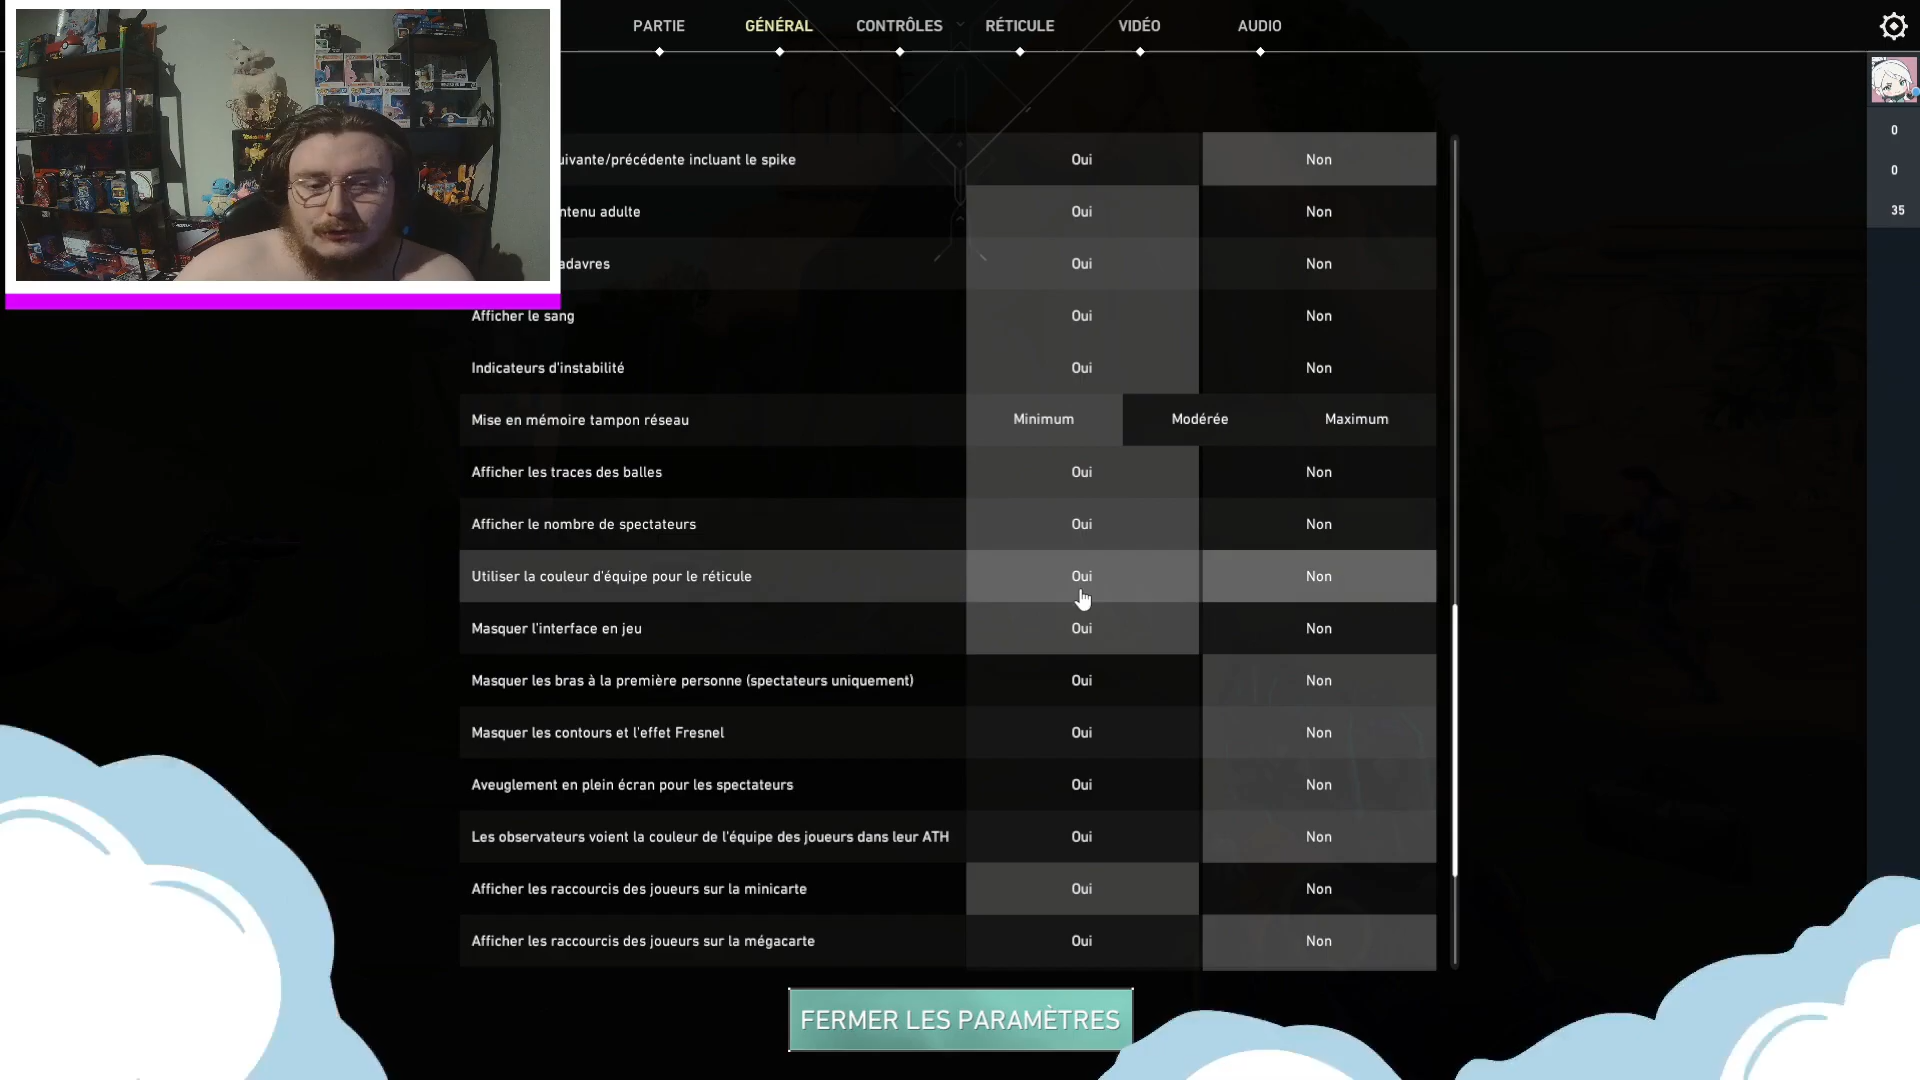 PARTIE GÉNÉRAL CONTRÔLES RÉTICULE VIDÉO AUDIO
uivante/précédente incluant le spike Oui Non
ntenu adulte Oui Non
adavres Oui Non
Afficher le sang Oui Non
Indicateurs d'instabilité Oui Non
Mise en mémoire tampon réseau Minimum Modérée Maximum
Afficher les traces des balles Oui Non
Afficher le nombre de spectateurs Oui Non
Utiliser la couleur d'équipe pour le réticule Oui Non
Masquer l'interface en jeu Oui Non
Masquer les bras à la première personne (spectateurs uniquement) Oui Non
Masquer les contours et l'effet Fresnel Oui Non
Aveuglement en plein écran pour les spectateurs Oui Non
Les observateurs voient la couleur de l'équipe des joueurs dans leur ATH Oui Non
Afficher les raccourcis des joueurs sur la minicarte Oui Non
Afficher les raccourcis des joueurs sur la mégacarte Oui Non
FERMER LES PARAMÈTRES
0
0
35